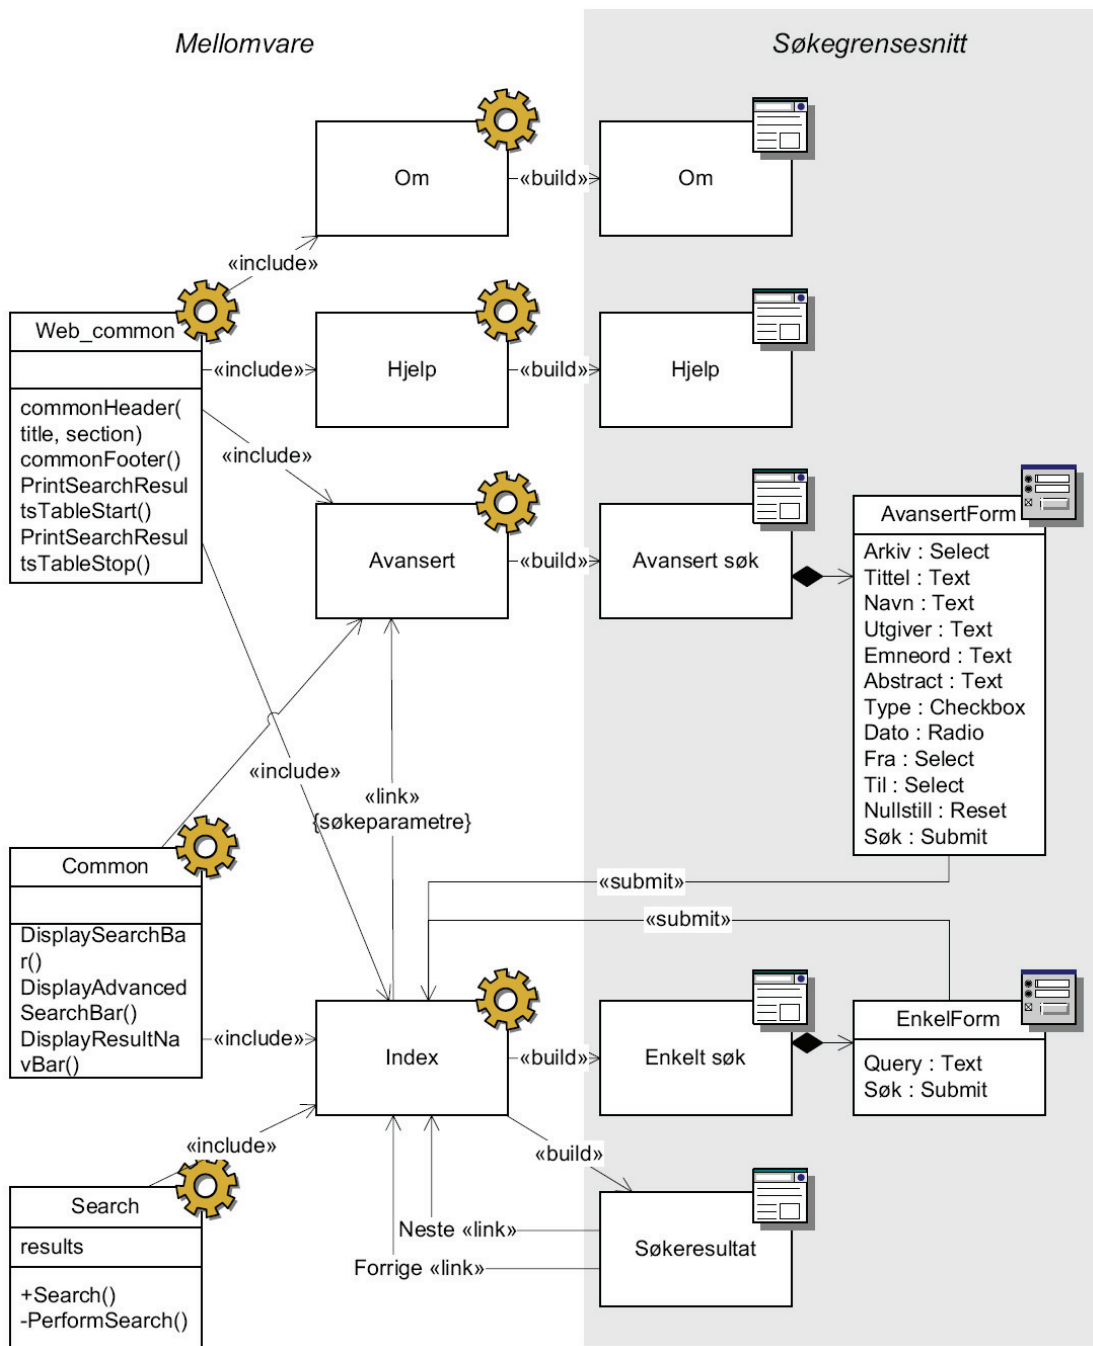 Mellomvare
Søkegrensesnitt
Om
«build»
Om
«include»
Web_common
commonHeader(
title, section)
commonFooter()
PrintSearchResul
tsTableStart()
PrintSearchResul
tsTableStop()
«include»
Hjelp
«build»
Hjelp
«include»
Avansert
«build»
Avansert søk
AvansertForm
Arkiv : Select
Tittel : Text
Navn : Text
Utgiver : Text
Emneord : Text
Abstract : Text
Type : Checkbox
Dato : Radio
Fra : Select
Til : Select
Nullstill : Reset
Søk : Submit
«include»
«link»
{søkeparametre}
Common
DisplaySearchBa
r()
DisplayAdvanced
SearchBar()
DisplayResultNa
vBar()
«submit»
«submit»
«include»
Index
«build»
Enkelt søk
EnkelForm
Query : Text
Søk : Submit
«include»
«build»
Search
results
+Search()
-PerformSearch()
Neste «link»
Forrige «link»
Søkeresultat